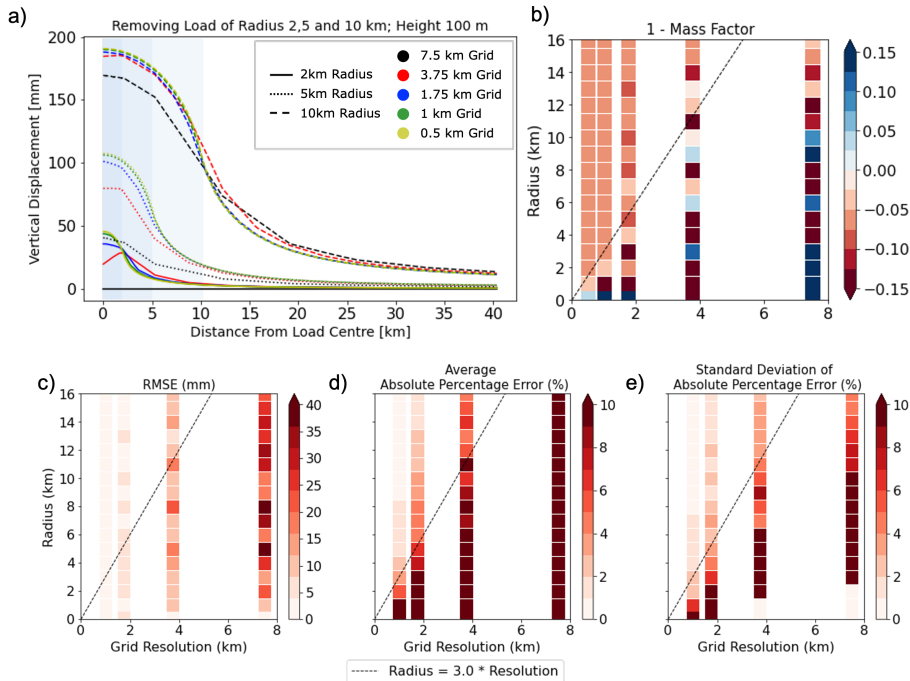 a)
Removing Load of Radius 2,5 and 10 km; Height 100 m
Vertical Displacement [mm]
200
150
100
50
0
2km Radius
5km Radius
10km Radius
7.5 km Grid
3.75 km Grid
1.75 km Grid
1 km Grid
0.5 km Grid
0 5 10 15 20 25 30 35 40
Distance From Load Centre [km]
b)
1 - Mass Factor
Radius (km)
16
14
12
10
8
6
4
2
0
0 2 4 6 8
0.15
0.10
0.05
0.00
−0.05
−0.10
−0.15
c)
RMSE (mm)
Radius (km)
16
14
12
10
8
6
4
2
0
0 2 4 6 8
Grid Resolution (km)
40
35
30
25
20
15
10
5
0
d)
Average
Absolute Percentage Error (%)
0 2 4 6 8
Grid Resolution (km)
10
8
6
4
2
0
e)
Standard Deviation of
Absolute Percentage Error (%)
0 2 4 6 8
Grid Resolution (km)
10
8
6
4
2
0
Radius = 3.0 * Resolution